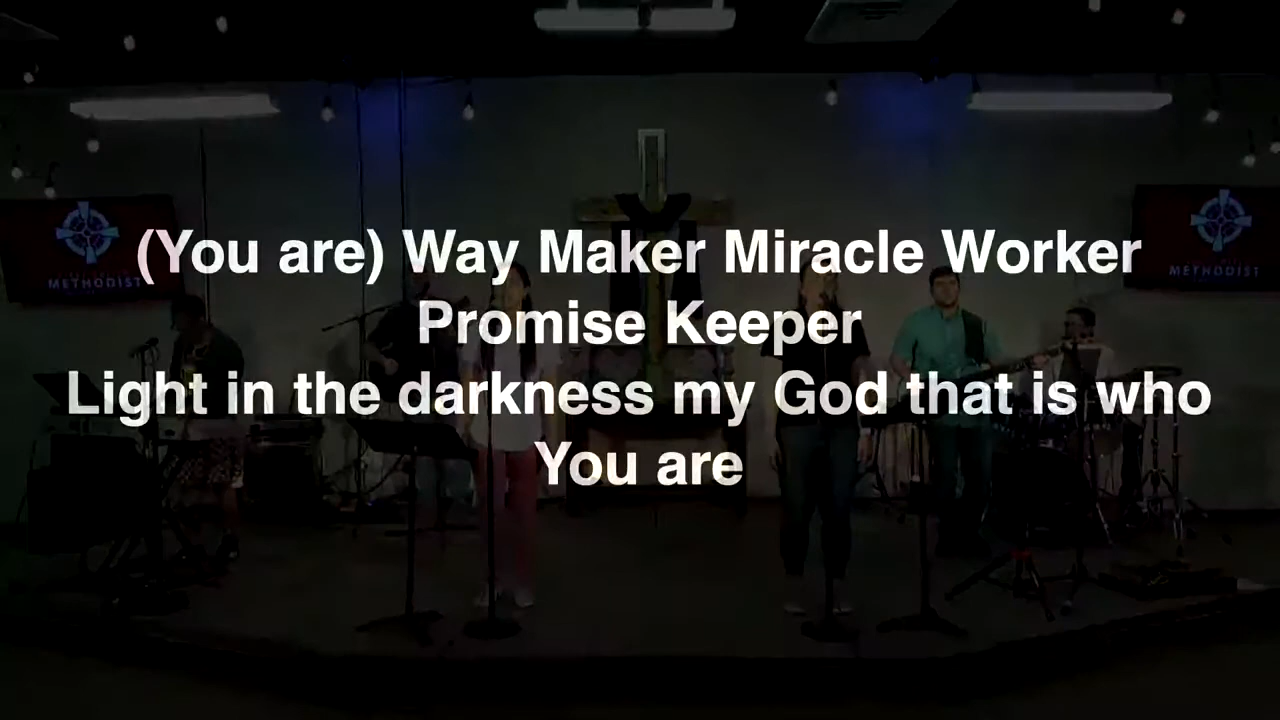 (You are) Way Maker Miracle Worker
Promise Keeper
Light in the darkness my God that is who
You are
METHODIST
METHODIST